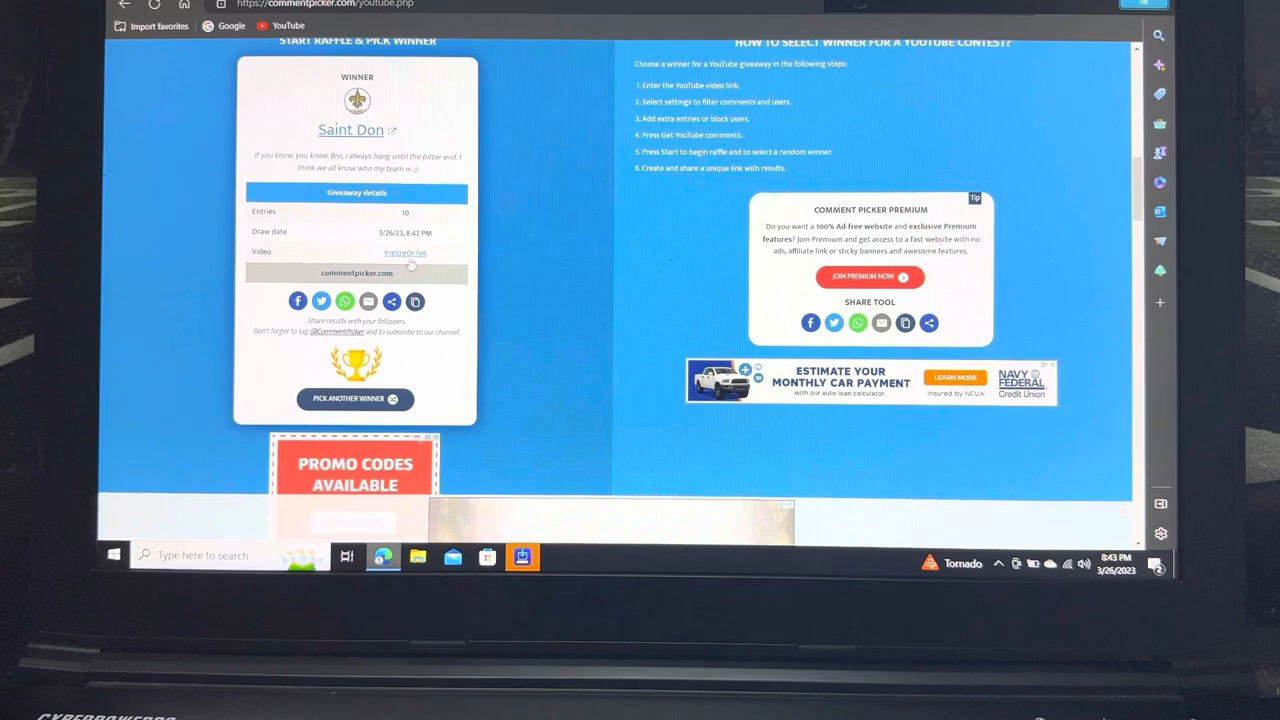 https://commentpicker.com/youtube.php
OK
Import favorites
Google
YouTube
START RAFFLE & PICK WINNER
WINNER
Saint Don
If you know, you know. Bro, I always hang until the bitter end. I
think we all know who my team is. ;)
Giveaway details
Entries 10
Draw date 3/26/23, 8:42 PM
Video
commentpicker.com
Share results with your followers.
Don't forget to tag @CommentPicker and to subscribe to our channel.
PICK ANOTHER WINNER
PROMO CODES
AVAILABLE
HOW TO SELECT WINNER FOR A YOUTUBE CONTEST?
Choose a winner for a YouTube giveaway in the following steps:
1. Enter the YouTube video link.
2. Select settings to filter comments and users.
3. Add extra entries or block users.
4. Press Get YouTube comments.
5. Press Start to begin raffle and to select a random winner.
6. Create and share a unique link with results.
Tip
COMMENT PICKER PREMIUM
Do you want a 100% Ad-free website and exclusive Premium
features? Join Premium and get access to a fast website with no
ads, affiliate link or sticky banners and awesome features.
JOIN PREMIUM NOW
SHARE TOOL
ESTIMATE YOUR
MONTHLY CAR PAYMENT
with our auto loan calculator.
LEARN MORE
Insured by NCUA.
NAVY
FEDERAL
Credit Union
Type here to search
Tornado
8:43 PM
3/26/2023
2
CYBERPOWERPC